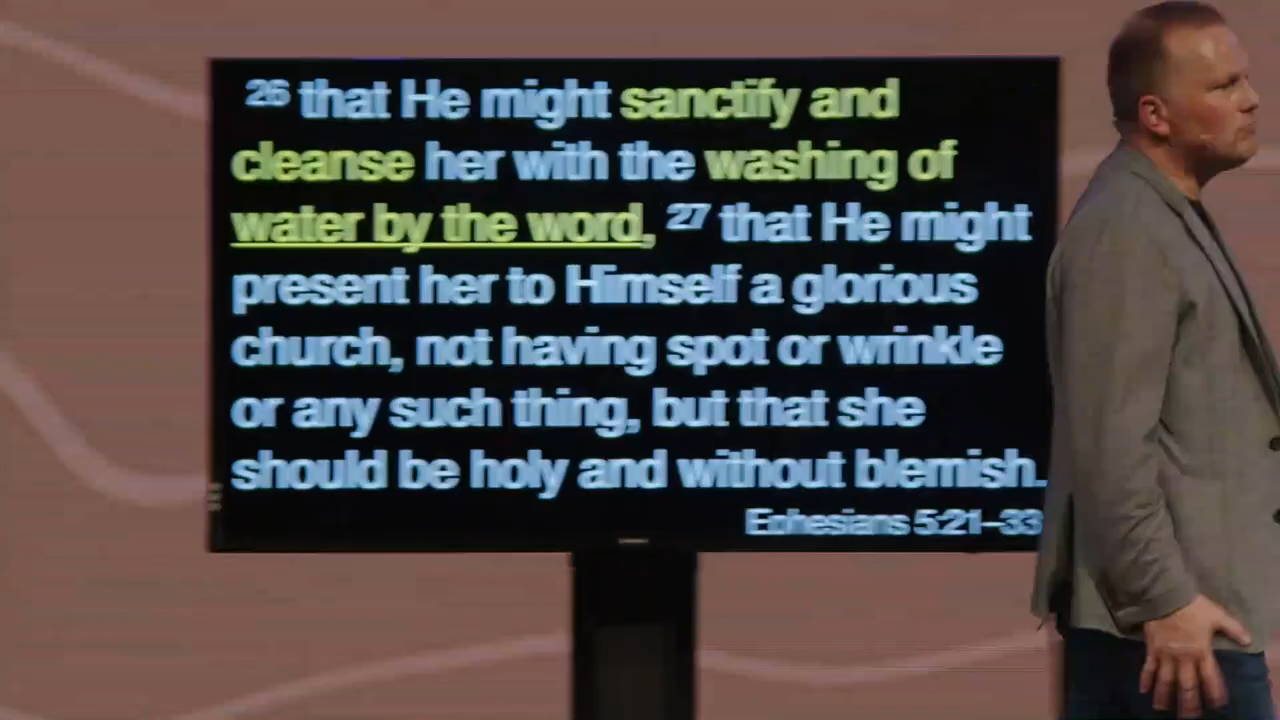 26 that He might sanctify and
cleanse her with the washing of
water by the word, 27 that He might
present her to Himself a glorious
church, not having spot or wrinkle
or any such thing, but that she
should be holy and without blemish.
Ephesians 5:21–33